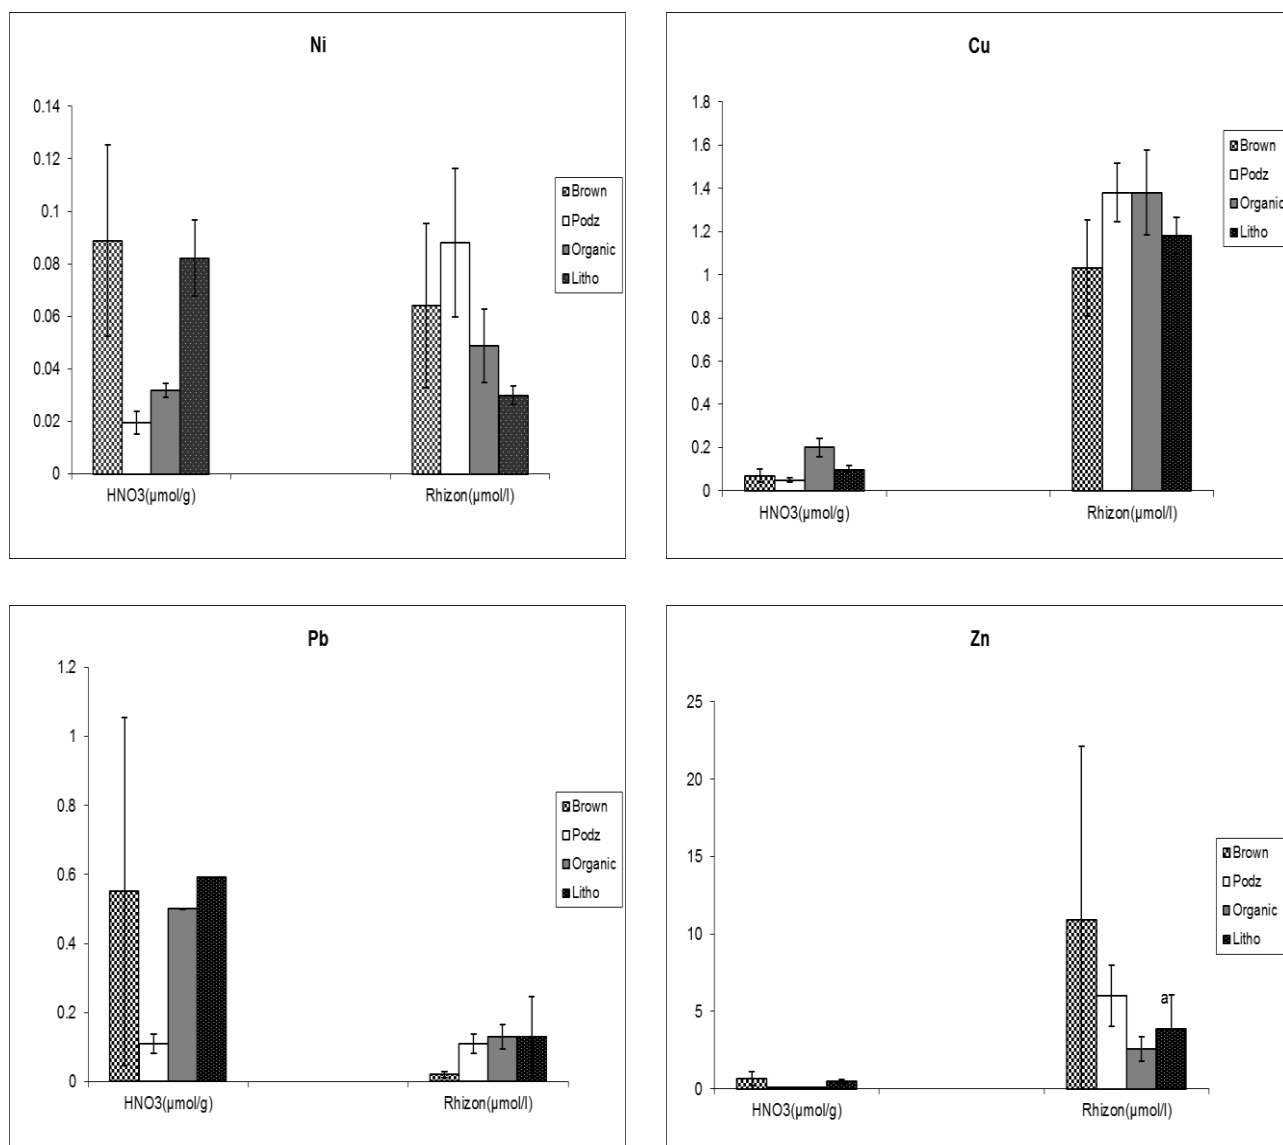 Ni
0.14
0.12
0.1
0.08
0.06
0.04
0.02
0
HNO3(µmol/g)
Rhizon(µmol/l)
Brown
Podz
Organic
Litho
Cu
1.8
1.6
1.4
1.2
1
0.8
0.6
0.4
0.2
0
HNO3(µmol/g)
Rhizon(µmol/l)
Brown
Podz
Organic
Litho
Pb
1.2
1
0.8
0.6
0.4
0.2
0
HNO3(µmol/g)
Rhizon(µmol/l)
Brown
Podz
Organic
Litho
Zn
25
20
15
10
5
0
a
HNO3(µmol/g)
Rhizon(µmol/l)
Brown
Podz
Organic
Litho